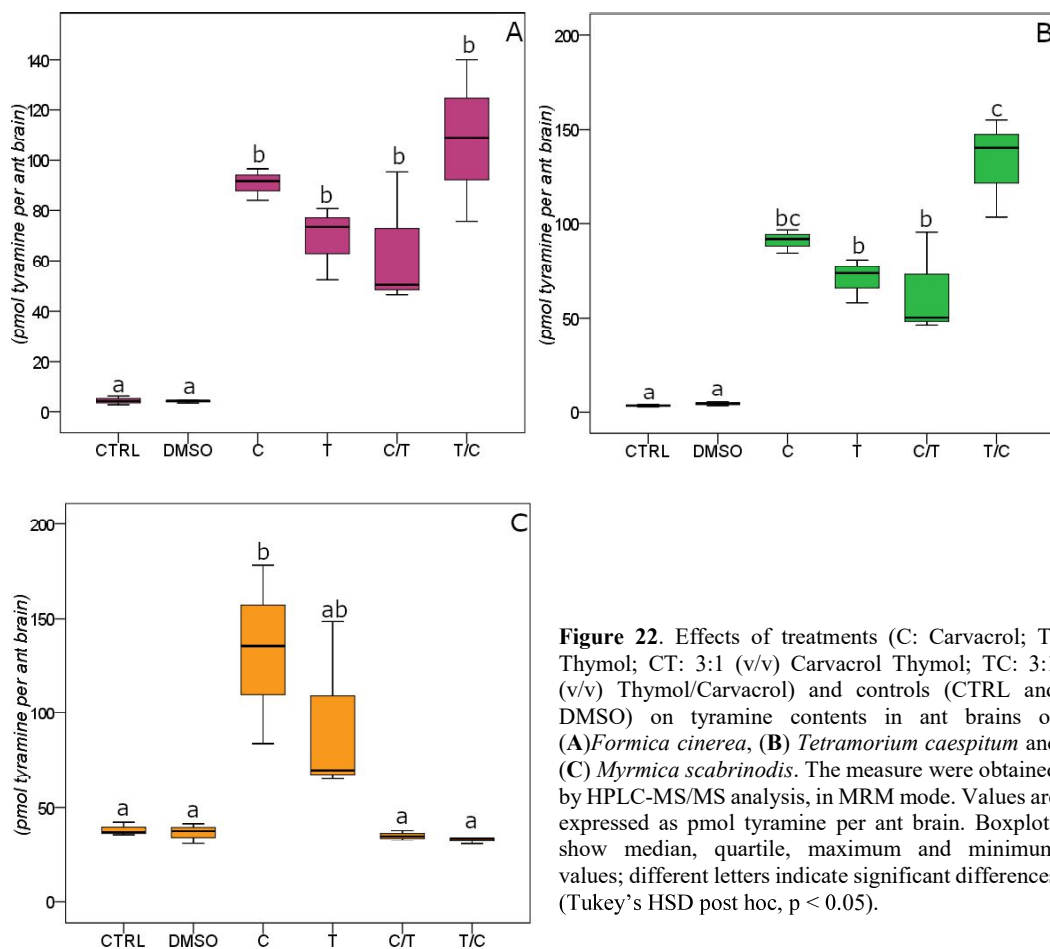 A
(pmol tyramine per ant brain)
140
120
100
80
60
40
20
0
a
a
b
b
b
b
CTRL DMSO C T C/T T/C
B
(pmol tyramine per ant brain)
200
150
100
50
0
a
a
bc
b
b
c
CTRL DMSO C T C/T T/C
C
(pmol tyramine per ant brain)
200
150
100
50
0
a
a
b
ab
a
a
CTRL DMSO C T C/T T/C
Figure 22. Effects of treatments (C: Carvacrol; T
Thymol; CT: 3:1 (v/v) Carvacrol Thymol; TC: 3:1
(v/v) Thymol/Carvacrol) and controls (CTRL and
DMSO) on tyramine contents in ant brains o
(A)Formica cinerea, (B) Tetramorium caespitum and
(C) Myrmica scabrinodis. The measure were obtained
by HPLC-MS/MS analysis, in MRM mode. Values are
expressed as pmol tyramine per ant brain. Boxplot
show median, quartile, maximum and minimum
values; different letters indicate significant differences
(Tukey's HSD post hoc, p < 0.05).